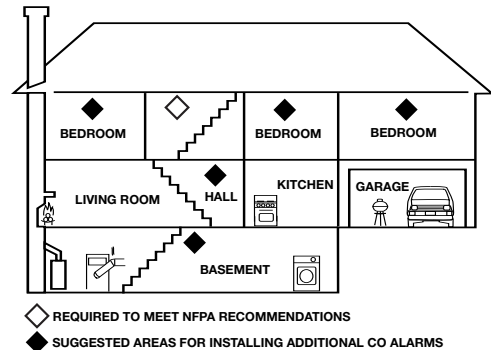 BEDROOM
BEDROOM
BEDROOM
LIVING ROOM
HALL
KITCHEN
GARAGE
BASEMENT
REQUIRED TO MEET NFPA RECOMMENDATIONS
SUGGESTED AREAS FOR INSTALLING ADDITIONAL CO ALARMS